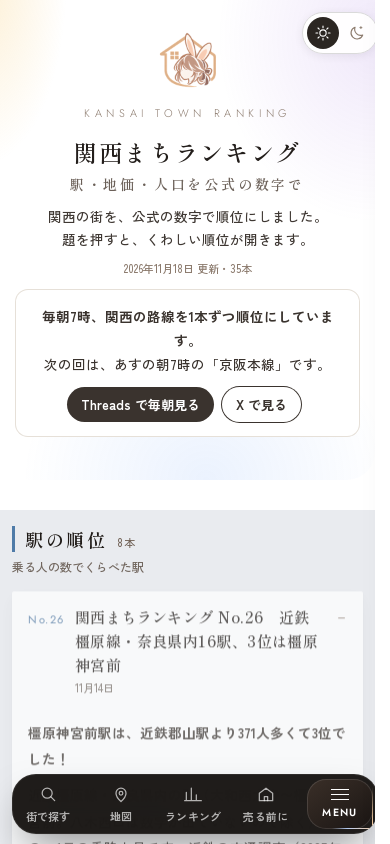 KANSAI TOWN RANKING
関西まちランキング
駅・地価・人口を公式の数字で
関西の街を、公式の数字で順位にしました。
題を押すと、くわしい順位が開きます。
2026年11月18日 更新・35本
毎朝7時、関西の路線を1本ずつ順位にしていま
す。
次の回は、あすの朝7時の「京阪本線」です。
Threads で毎朝見る
X で見る
駅の順位 8本
乗る人の数でくらべた駅
No.26 関西まちランキング No.26 近鉄 −
橿原線・奈良県内16駅、3位は橿原
神宮前
11月14日
橿原神宮前駅は、近鉄郡山駅より371人多くて3位で
した！
街で探す
地図
ランキング
売る前に
MENU